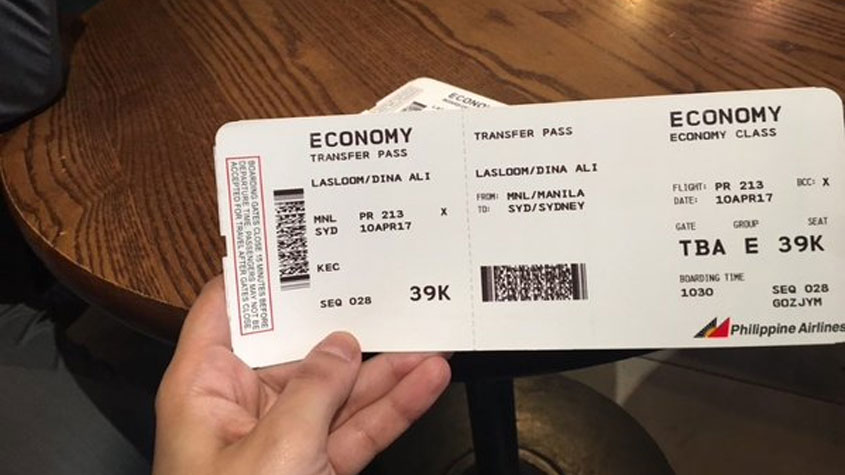 ECONO
BOARDING GATES CLOSE 15 MINUTES BEFORE
DEPARTURE TIME. PASSENGERS MAY NOT BE
ACCEPTED FOR TRAVEL AFTER GATES CLOSE.
ECONOMY
TRANSFER PASS
LASLOOM/DINA ALI
MNL PR 213 X
SYD 10APR17
KEC
SEQ 028 39K
TRANSFER PASS
LASLOOM/DINA ALI
FROM: MNL/MANILA
TO: SYD/SYDNEY
ECONOMY
ECONOMY CLASS
FLIGHT: PR 213 BCC: X
DATE: 10APR17
GATE GROUP SEAT
TBA E 39K
BOARDING TIME
1030 SEQ 028
GOZJYM
Philippine Airlines